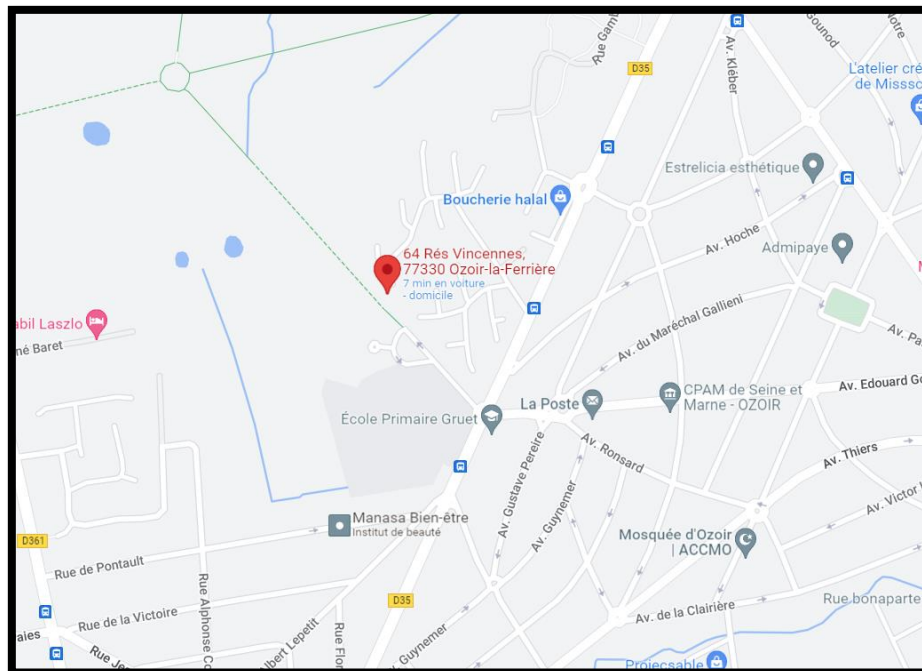 Rue Gamb
Gounod
Notre
D35
Av. Kléber
L'atelier cré
de Missso
Estrelicia esthétique
Boucherie halal
Av. Hoche
Admipaye
64 Rés Vincennes,
77330 Ozoir-la-Ferrière
7 min en voiture
- domicile
abil Laszlo
né Baret
Av. du Maréchal Gallieni
Av. Pa
CPAM de Seine et
Marne - OZOIR
Av. Edouard Go
La Poste
École Primaire Gruet
Av. Ronsard
Av. Thiers
Av. Gustave Pereire
Av. Guynemer
Av. Victor
Manasa Bien-être
Institut de beauté
Mosquée d'Ozoir
| ACCMO
D361
Rue de Pontault
Rue Alphonse Co
Rue bonaparte
D35
Av. de la Clairière
Rue de la Victoire
aies
Rue Je
Albert Lepetit
Rue Flor
Guynemer
Projecsable